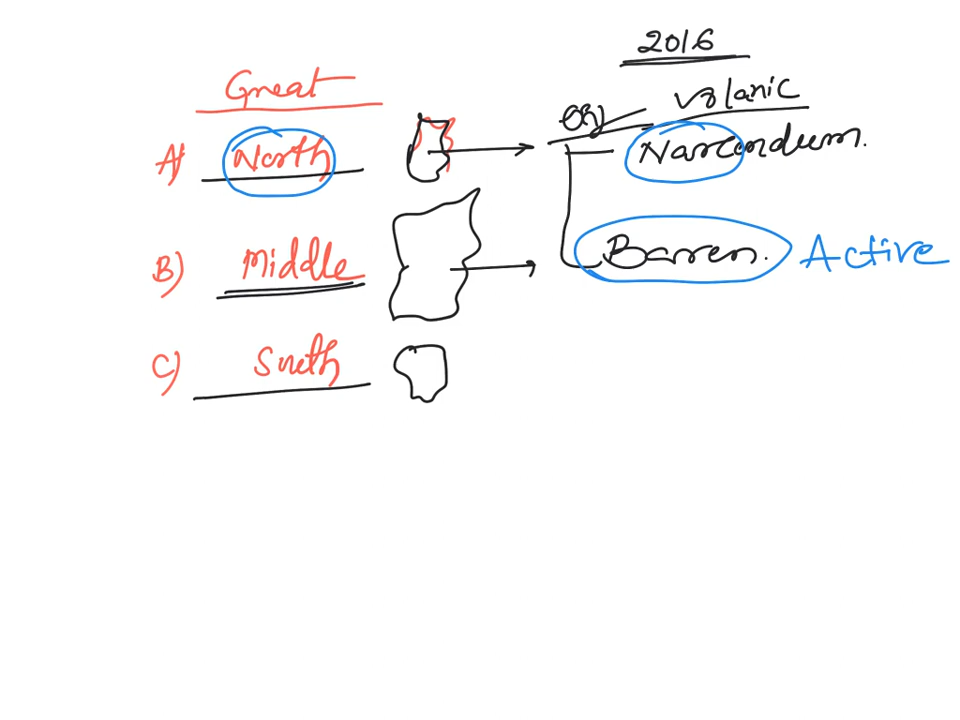 2016
Great
volanic
A) North
Narcondum.
B) Middle
Barren. Active
C) South